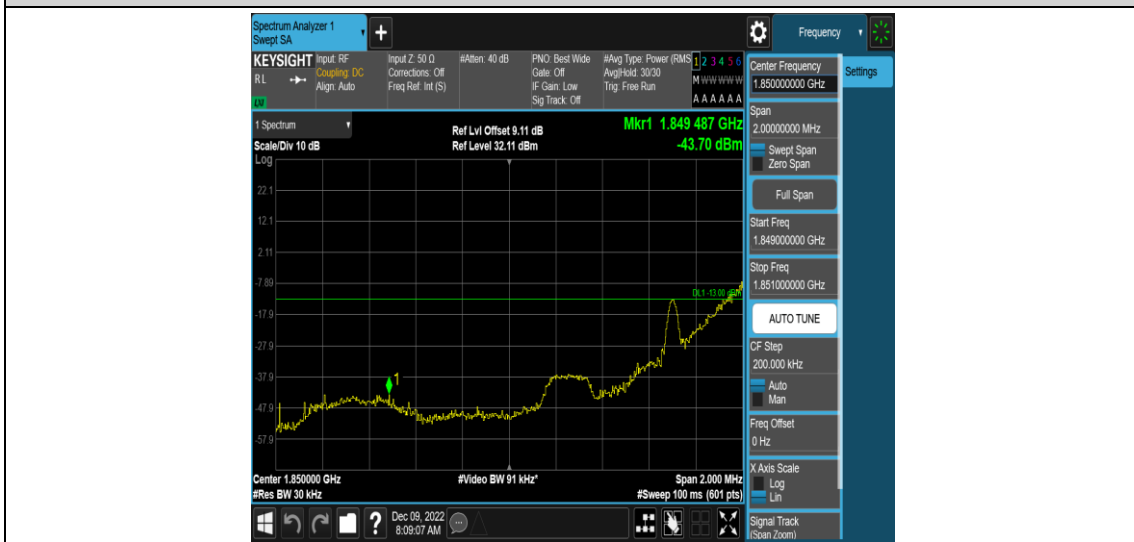 Spectrum Analyzer 1
Swept SA
Frequency
KEYSIGHT
Input: RF
Input Z: 50 Ω
#Atten: 40 dB
PNO: Best Wide
#Avg Type: Power (RMS
1 2 3 4 5 6
RL
Coupling: DC
Corrections: Off
Gate: Off
Avg|Hold: 30/30
M W W W W W
Align: Auto
Freq Ref: Int (S)
IF Gain: Low
Trig: Free Run
Sig Track: Off
A A A A A A
1 Spectrum
Ref Lvl Offset 9.11 dB
Mkr1 1.849 487 GHz
Scale/Div 10 dB
Ref Level 32.11 dBm
-43.70 dBm
Log
22.1
12.1
2.11
-7.89
DL1 -13.00 dBm
-17.9
-27.9
-37.9
1
-47.9
-57.9
Center 1.850000 GHz
#Video BW 91 kHz*
Span 2.000 MHz
#Res BW 30 kHz
#Sweep 100 ms (601 pts)
Dec 09, 2022
8:09:07 AM
Center Frequency
1.850000000 GHz
Settings
Span
2.00000000 MHz
Swept Span
Zero Span
Full Span
Start Freq
1.849000000 GHz
Stop Freq
1.851000000 GHz
AUTO TUNE
CF Step
200.000 kHz
Auto
Man
Freq Offset
0 Hz
X Axis Scale
Log
Lin
Signal Track
(Span Zoom)